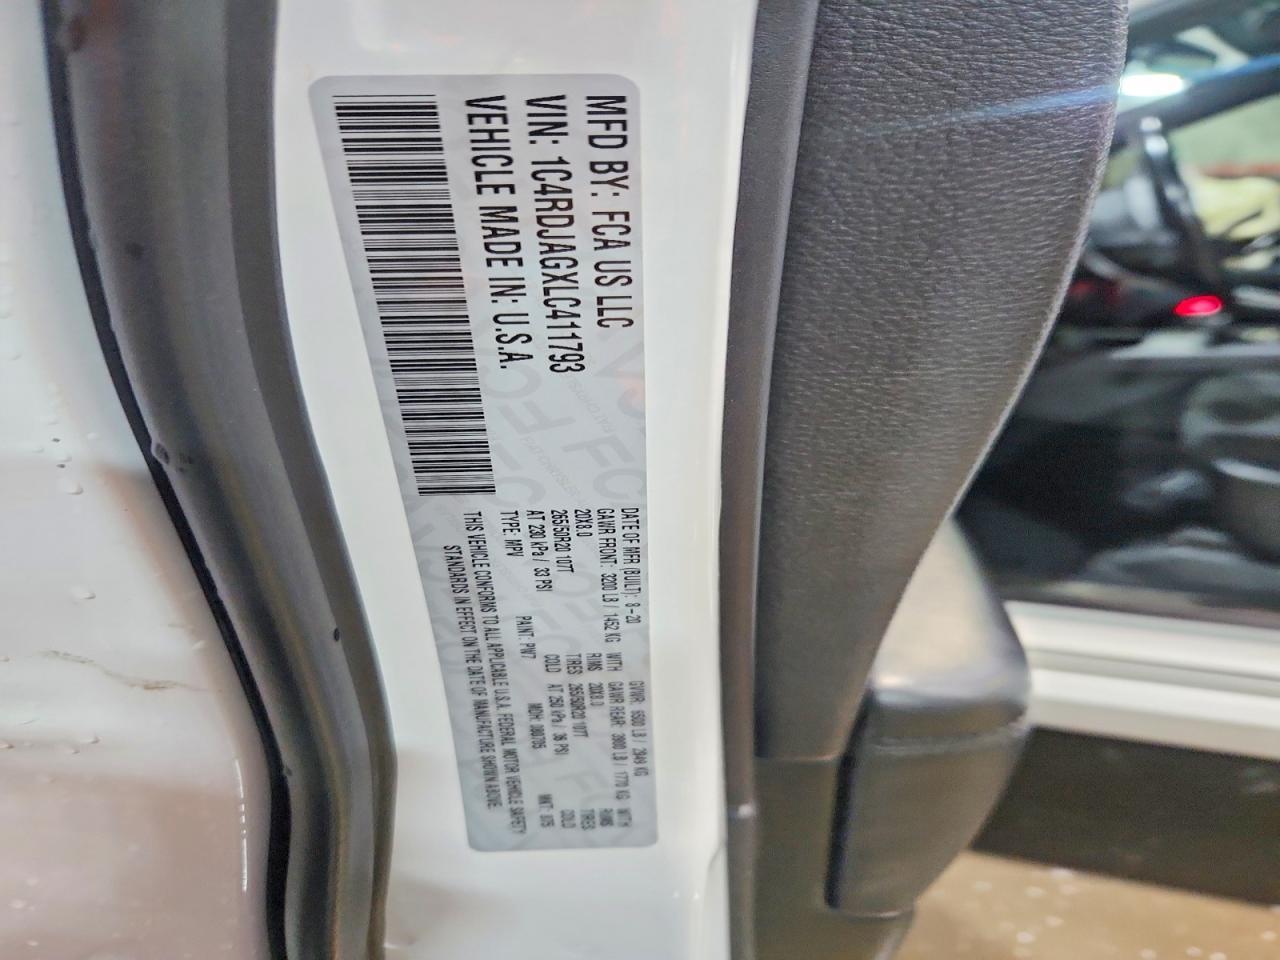 MFD BY: FCA US LLC
VIN: 1C4RDJAGXLC411793
VEHICLE MADE IN: U.S.A.
DATE OF MFR (BUILT): 8-20 GVWR: 6500 LB / 2949 KG
GAWR FRONT: 3200 LB / 1452 KG WITH GAWR REAR: 3900 LB / 1770 KG WITH
20X8.0 RIMS 20X8.0 RIMS
265/50R20 107T TIRES 265/50R20 107T TIRES
AT 230 kPa / 33 PSI COLD AT 250 kPa / 36 PSI COLD
TYPE: MPV PAINT: PW7 MDH: 080705
THIS VEHICLE CONFORMS TO ALL APPLICABLE U.S.A. FEDERAL MOTOR VEHICLE SAFETY
STANDARDS IN EFFECT ON THE DATE OF MANUFACTURE SHOWN ABOVE.